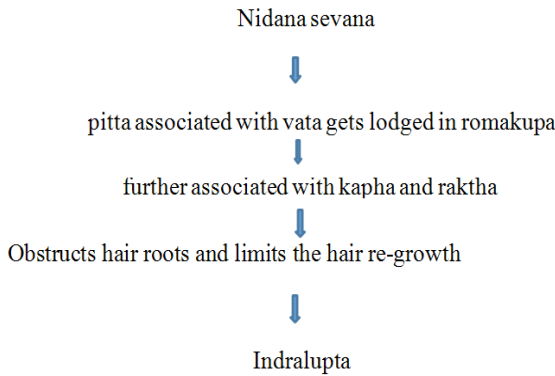 Nidana sevana
pitta associated with vata gets lodged in romakupa
further associated with kapha and raktha
Obstructs hair roots and limits the hair re-growth
Indralupta